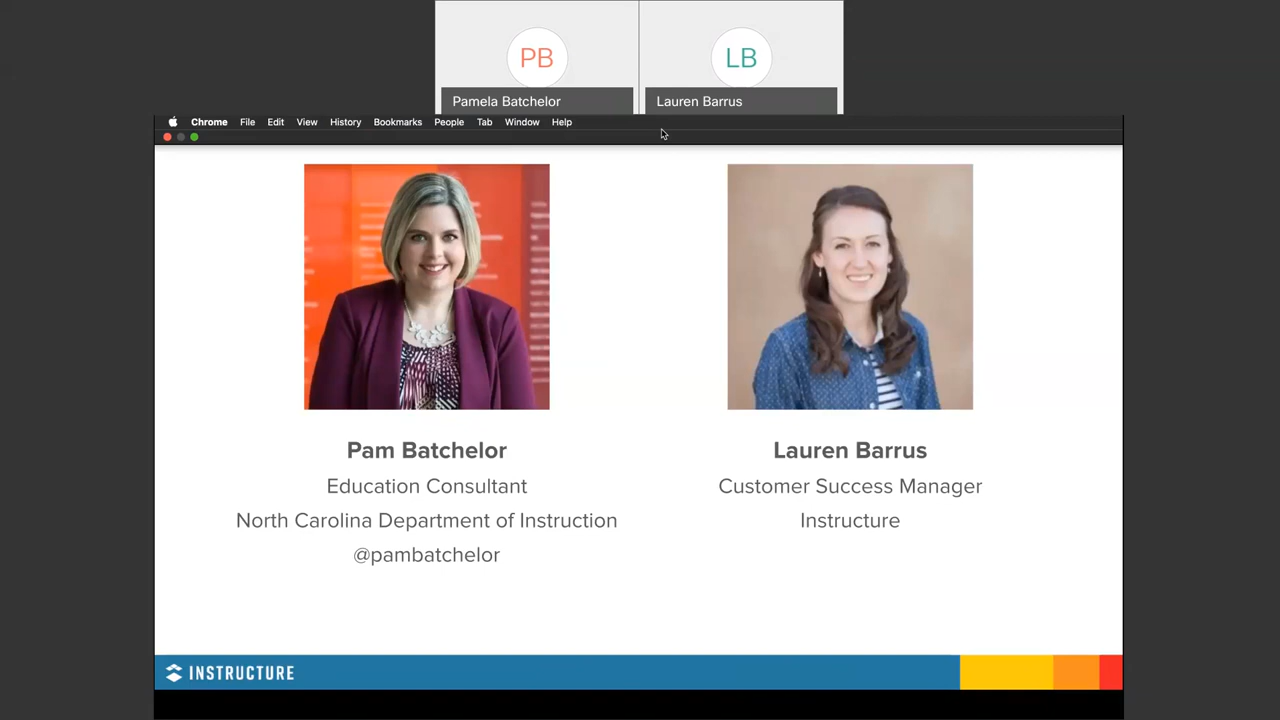 PB
LB
Pamela Batchelor
Lauren Barrus
Chrome File Edit View History Bookmarks People Tab Window Help
Pam Batchelor
Education Consultant
North Carolina Department of Instruction
@pambatchelor
Lauren Barrus
Customer Success Manager
Instructure
INSTRUCTURE